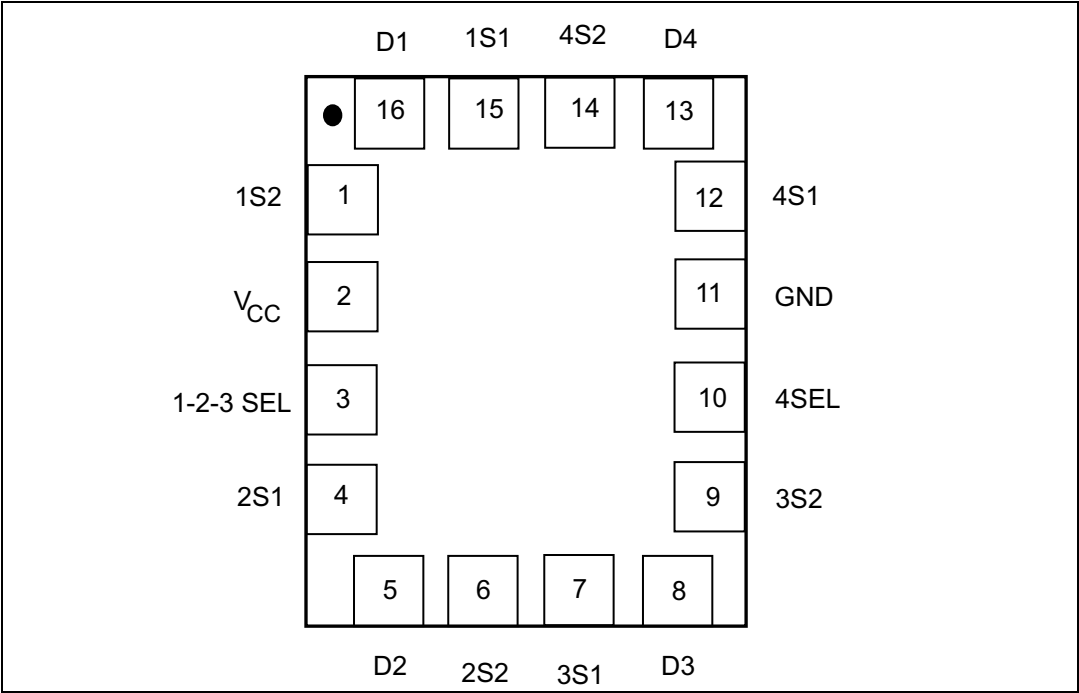 D1 1S1 4S2 D4
16 15 14 13
1S2 1 12 4S1
VCC 2 11 GND
1-2-3 SEL 3 10 4SEL
2S1 4 9 3S2
5 6 7 8
D2 2S2 3S1 D3